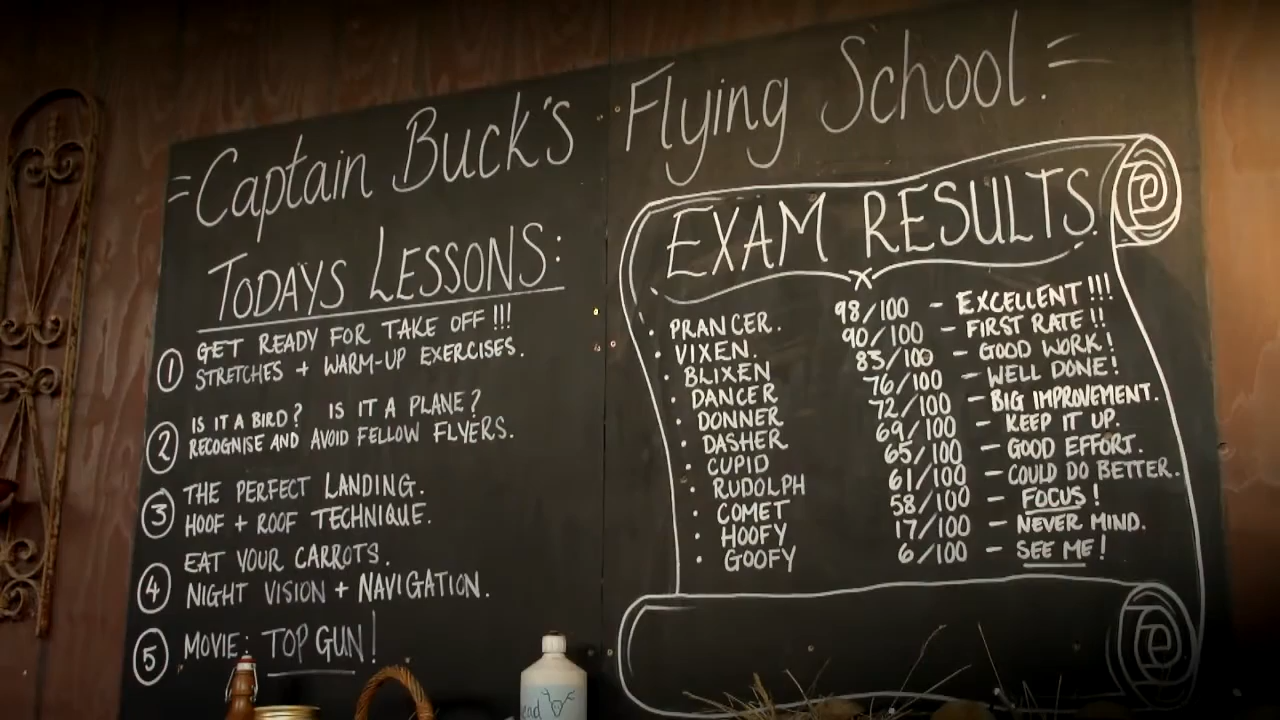 = Captain Buck's Flying School. =
TODAYS LESSONS:
① GET READY FOR TAKE OFF !!!
STRETCHES + WARM-UP EXERCISES.
② IS IT A BIRD? IS IT A PLANE?
RECOGNISE AND AVOID FELLOW FLYERS.
③ THE PERFECT LANDING.
HOOF + ROOF TECHNIQUE.
④ EAT YOUR CARROTS.
NIGHT VISION + NAVIGATION.
⑤ MOVIE: TOP GUN!
EXAM RESULTS.
• PRANCER. 98/100 – EXCELLENT!!!
• VIXEN. 90/100 – FIRST RATE!!
• BLIXEN 83/100 – GOOD WORK!
• DANCER 76/100 – WELL DONE!
• DONNER 72/100 – BIG IMPROVEMENT.
• DASHER 69/100 – KEEP IT UP.
• CUPID 65/100 – GOOD EFFORT.
• RUDOLPH 61/100 – COULD DO BETTER.
• COMET 58/100 – FOCUS!
• HOOFY 17/100 – NEVER MIND.
• GOOFY 6/100 – SEE ME!